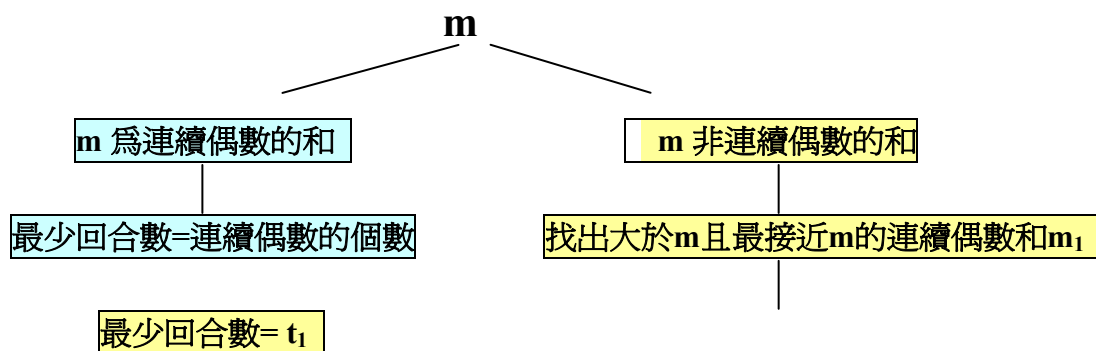 m
m 爲連續偶數的和
m 非連續偶數的和
最少回合數=連續偶數的個數
找出大於m且最接近m的連續偶數和m₁
最少回合數= t₁